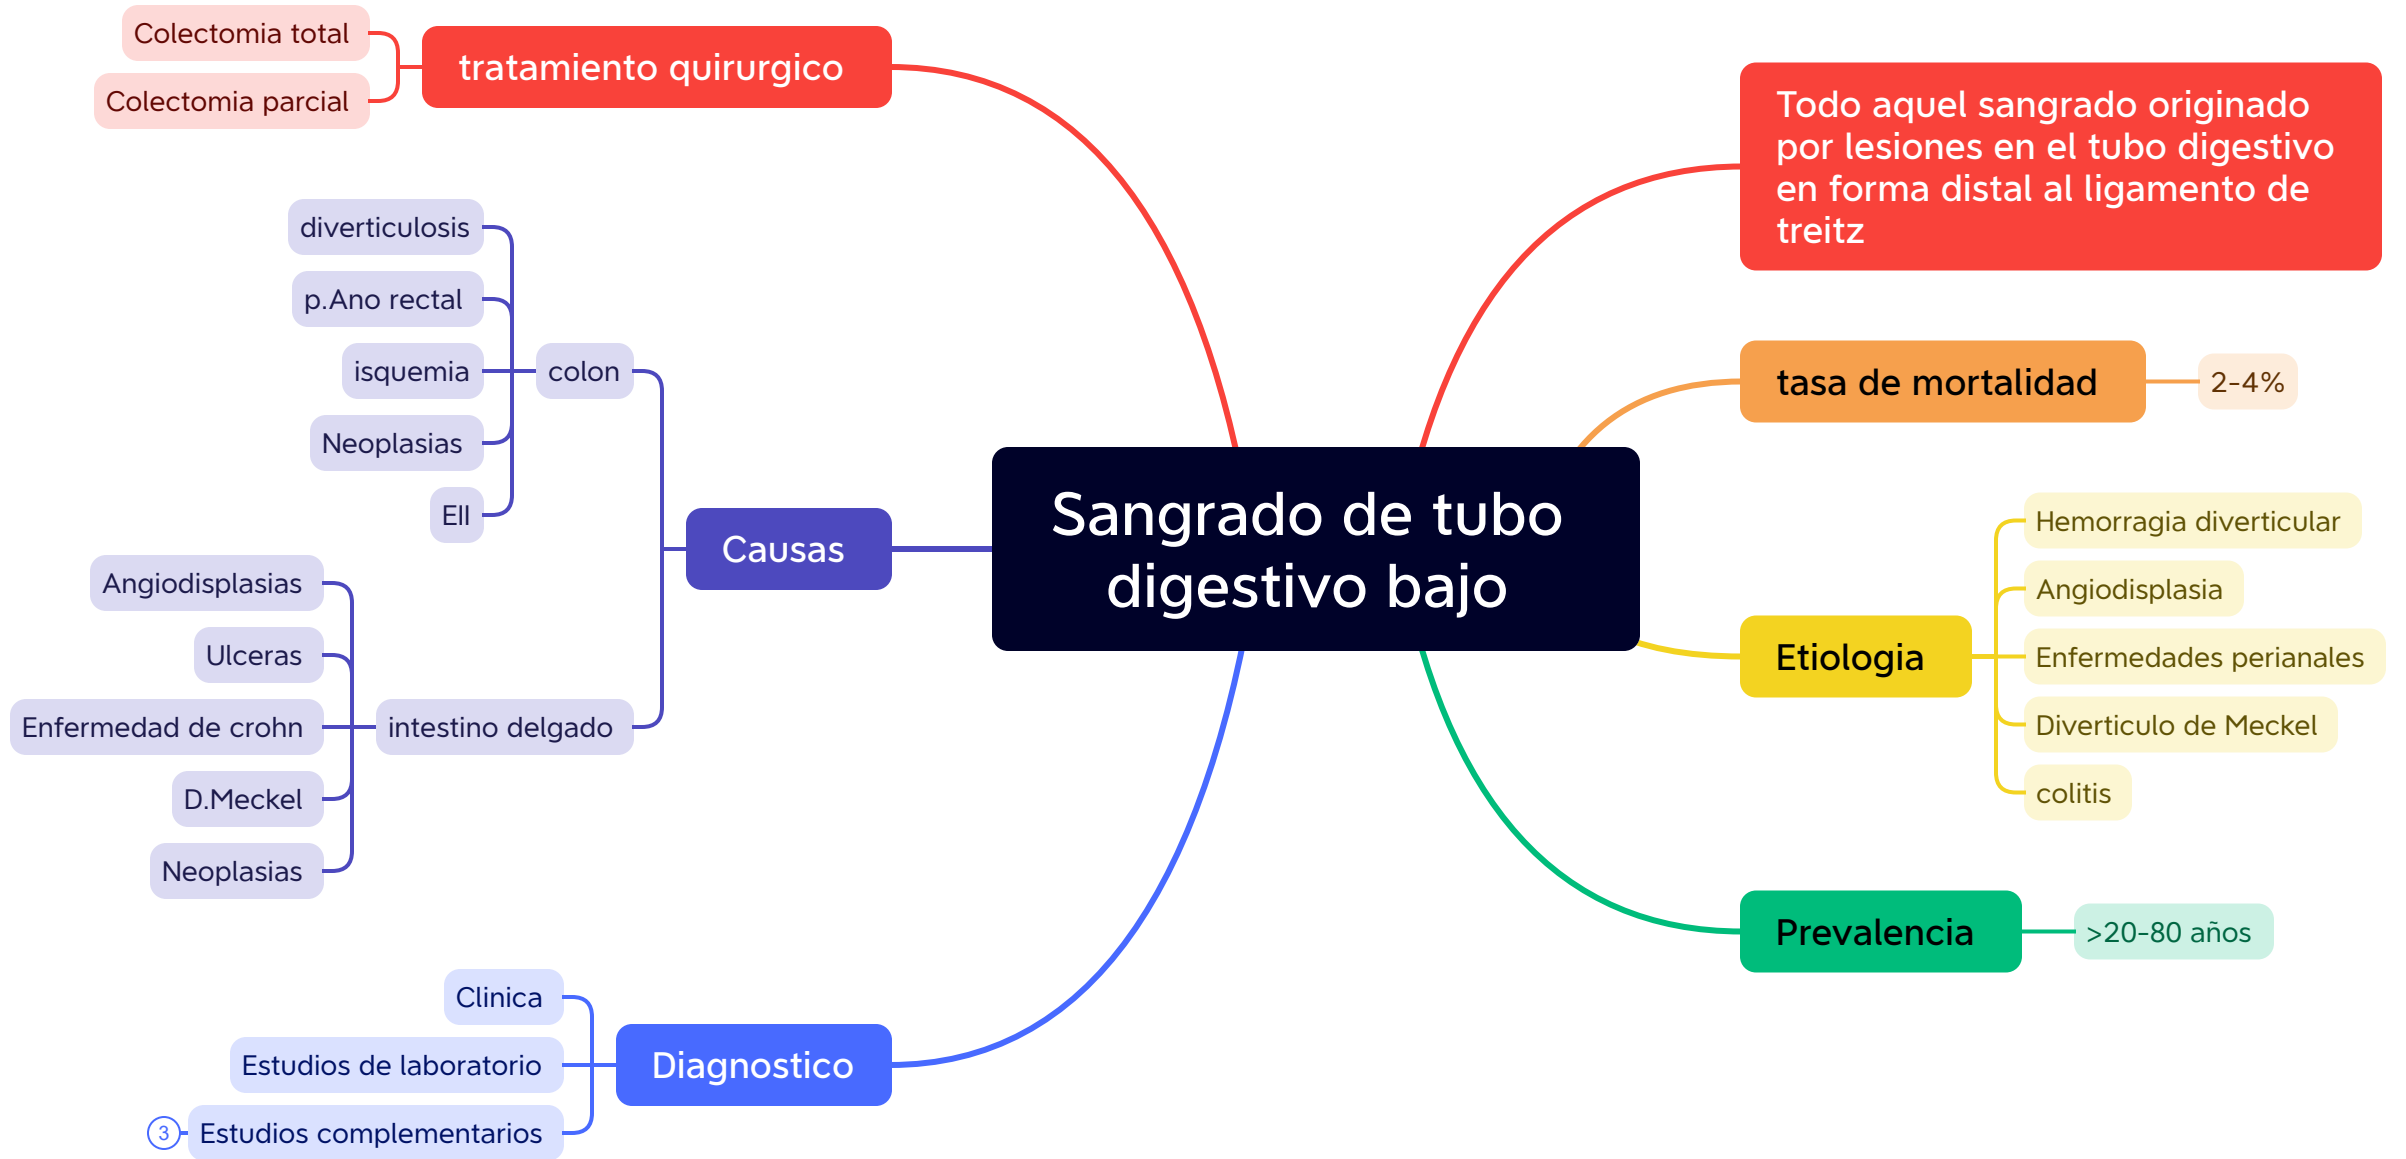 Sangrado de tubo
digestivo bajo
Todo aquel sangrado originado
por lesiones en el tubo digestivo
en forma distal al ligamento de
treitz
tasa de mortalidad
2-4%
Etiologia
Hemorragia diverticular
Angiodisplasia
Enfermedades perianales
Diverticulo de Meckel
colitis
Prevalencia
>20-80 años
tratamiento quirurgico
Colectomia total
Colectomia parcial
Causas
colon
diverticulosis
p.Ano rectal
isquemia
Neoplasias
EII
intestino delgado
Angiodisplasias
Ulceras
Enfermedad de crohn
D.Meckel
Neoplasias
Diagnostico
Clinica
Estudios de laboratorio
Estudios complementarios
3